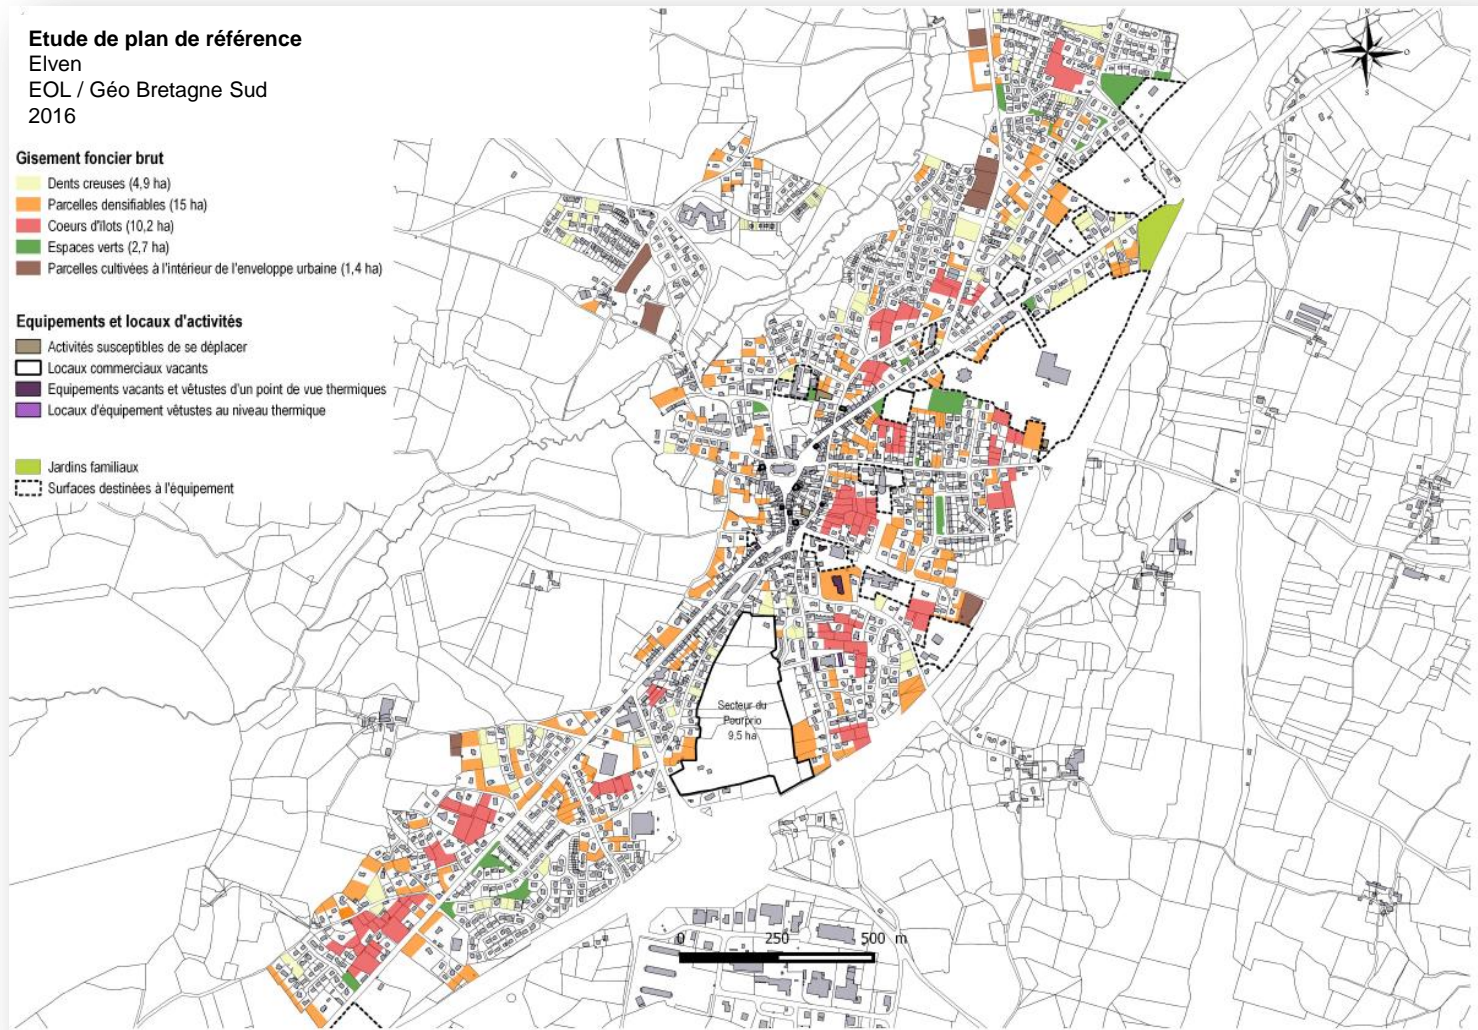 Etude de plan de référence
Elven
EOL / Géo Bretagne Sud
2016
Gisement foncier brut
Dents creuses (4,9 ha)
Parcelles densifiables (15 ha)
Coeurs d'ilots (10,2 ha)
Espaces verts (2,7 ha)
Parcelles cultivées à l'intérieur de l'enveloppe urbaine (1,4 ha)
Equipements et locaux d'activités
Activités susceptibles de se déplacer
Locaux commerciaux vacants
Equipements vacants et vêtustes d'un point de vue thermiques
Locaux d'équipement vêtustes au niveau thermique
Jardins familiaux
Surfaces destinées à l'équipement
Secteur du
Pourprio
9,5 ha
0 250 500 m